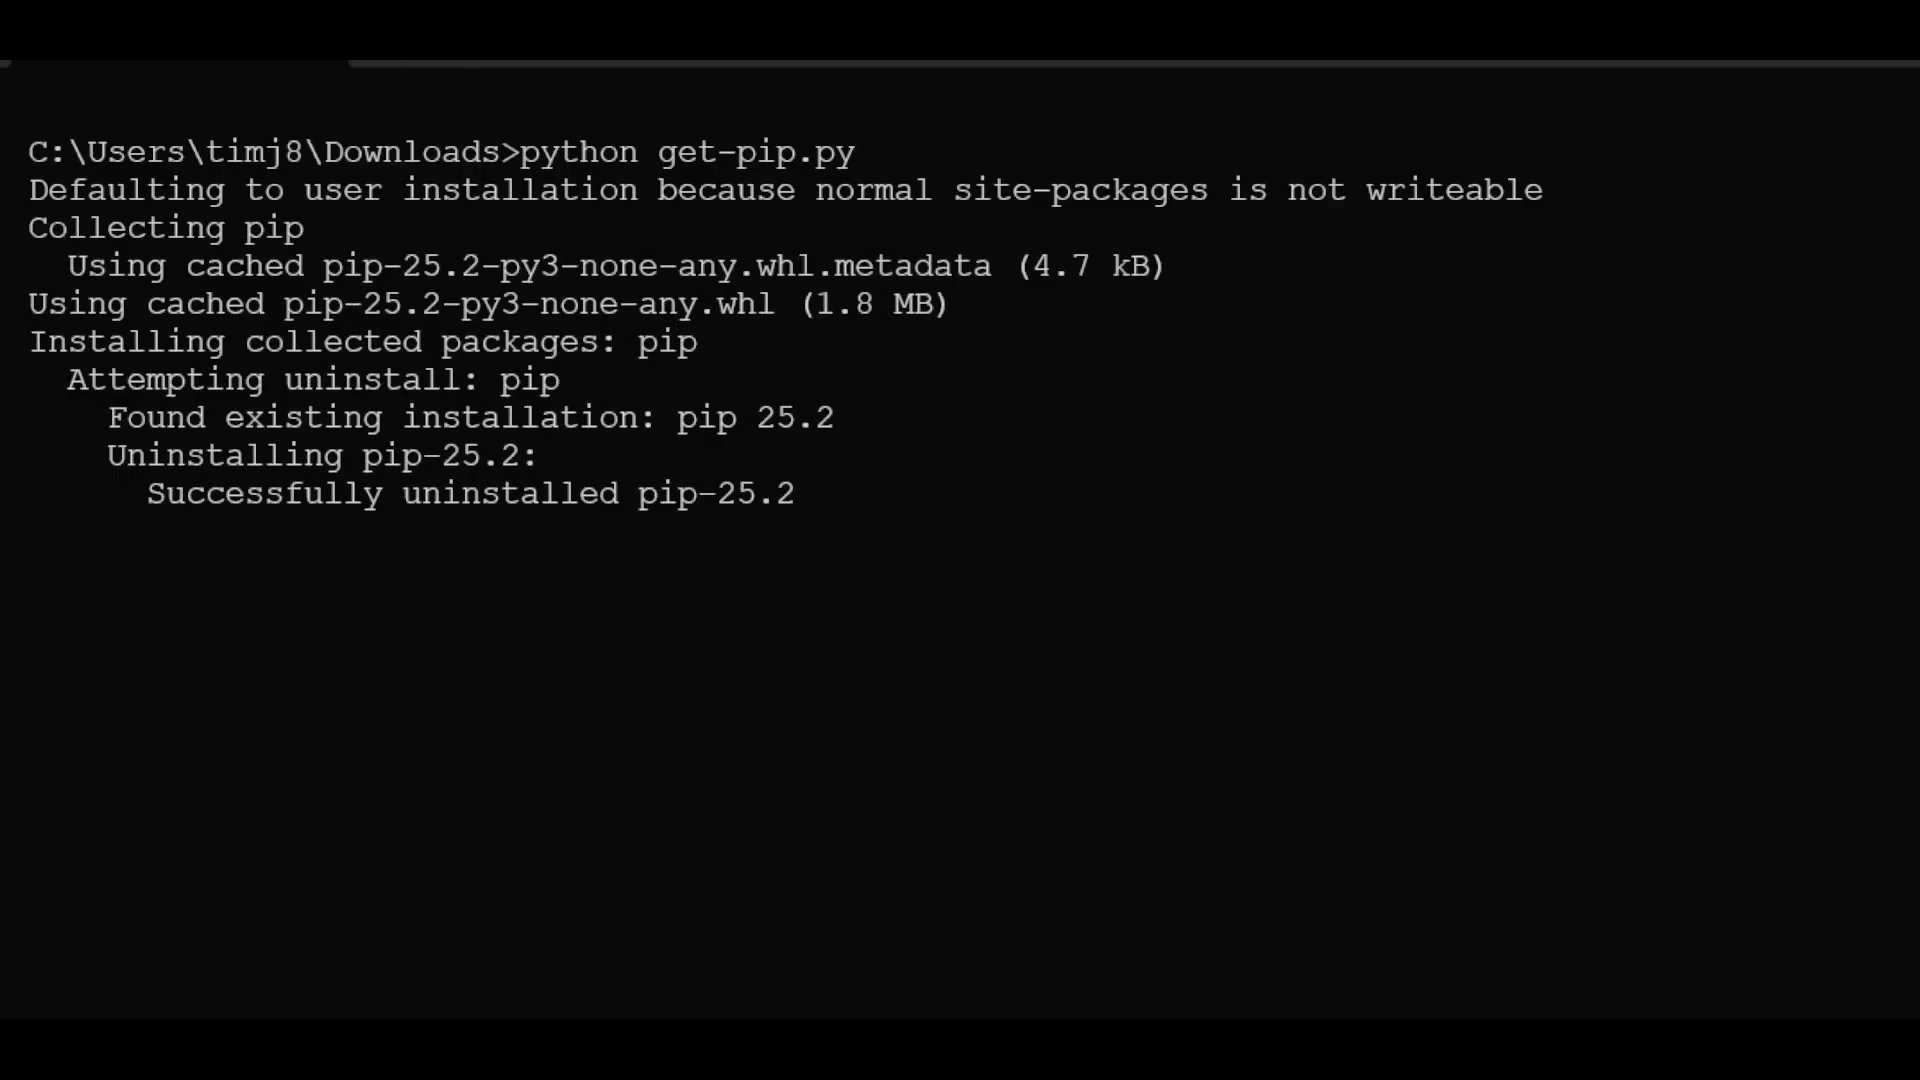 C:\Users\timj8\Downloads>python get-pip.py
Defaulting to user installation because normal site-packages is not writeable
Collecting pip
  Using cached pip-25.2-py3-none-any.whl.metadata (4.7 kB)
Using cached pip-25.2-py3-none-any.whl (1.8 MB)
Installing collected packages: pip
  Attempting uninstall: pip
    Found existing installation: pip 25.2
    Uninstalling pip-25.2:
      Successfully uninstalled pip-25.2